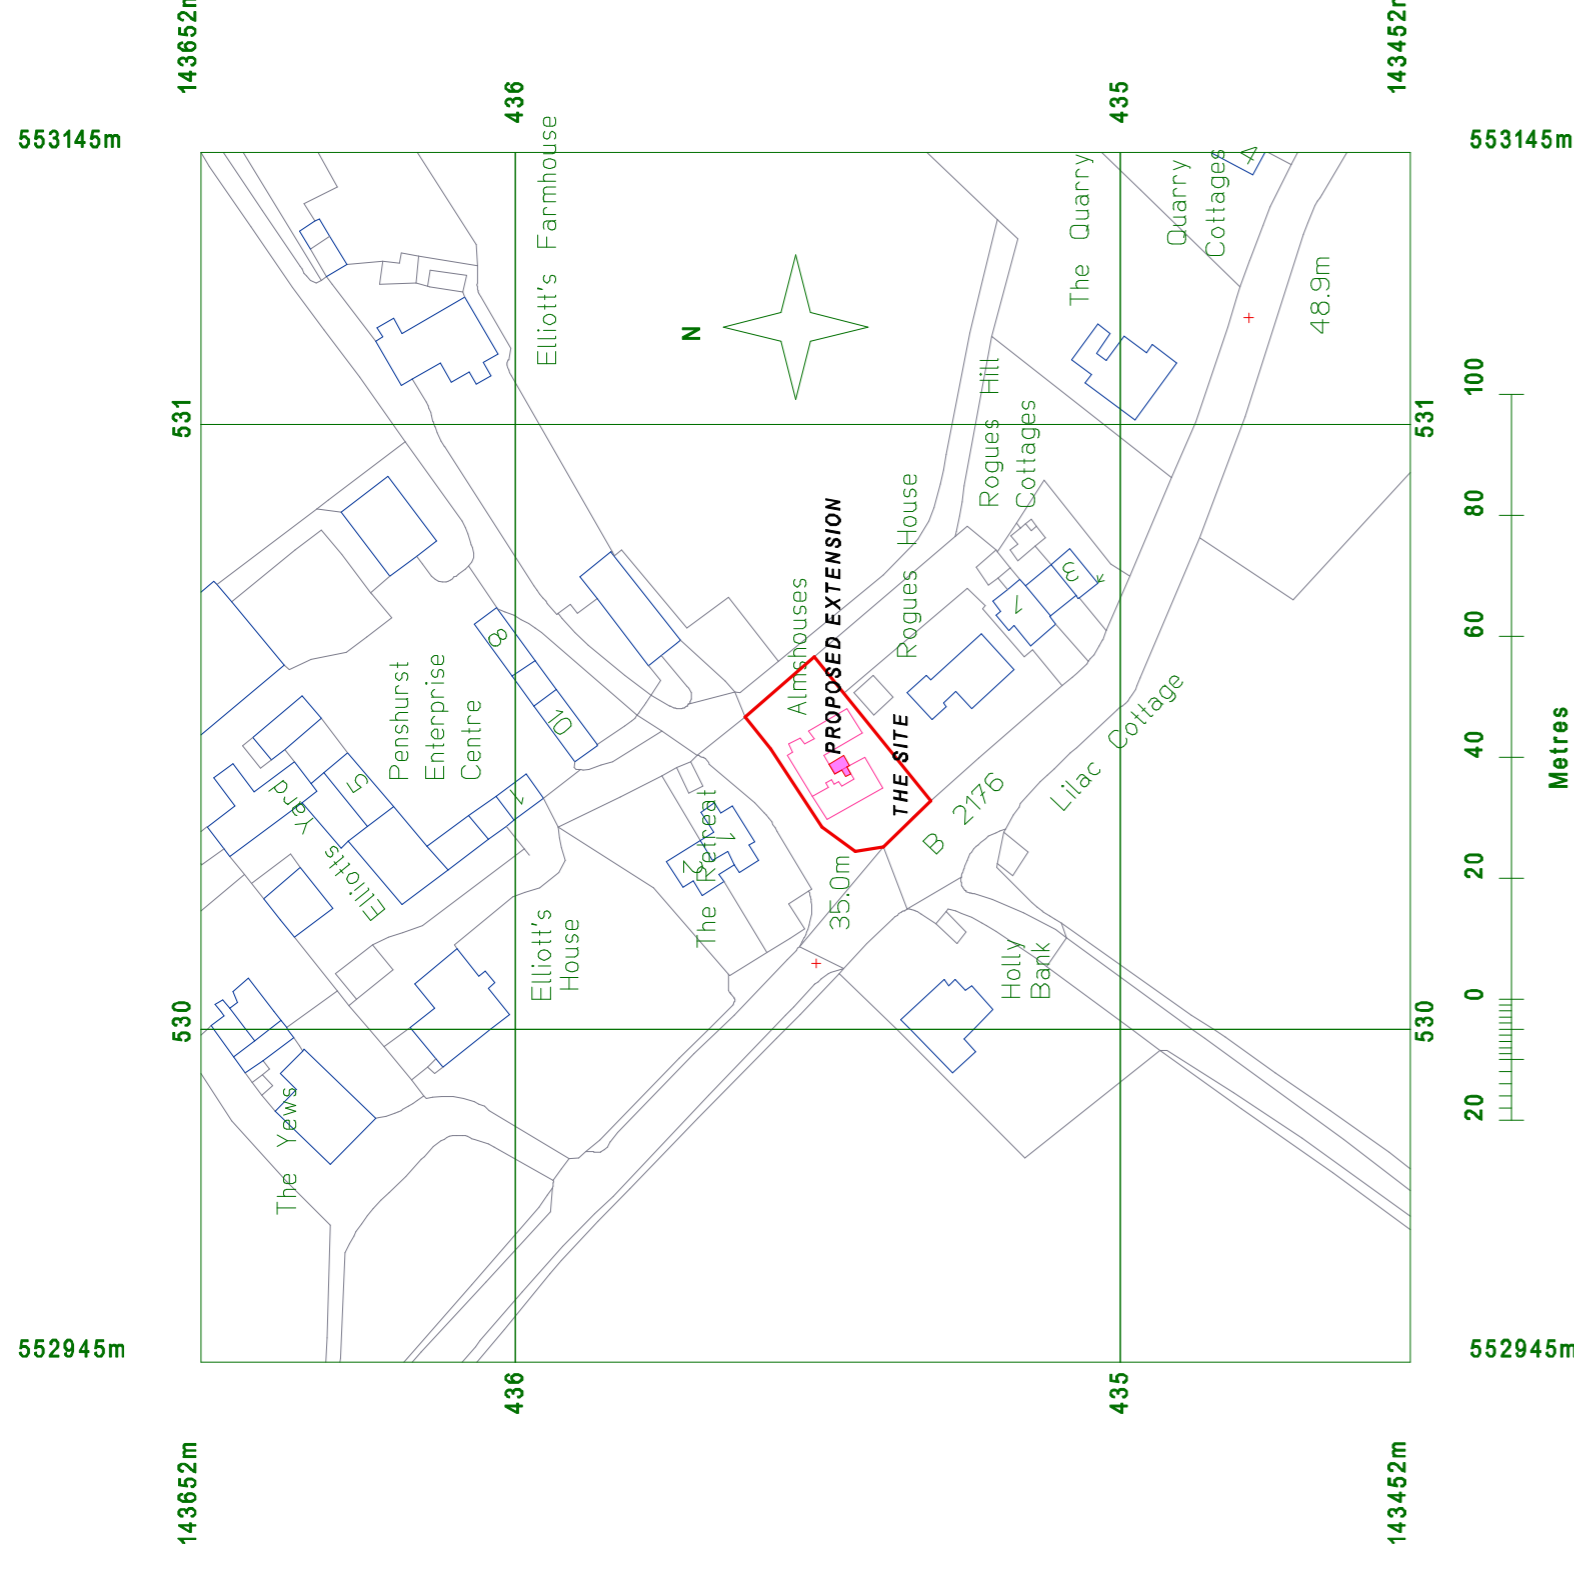 143652m
143452m
553145m
553145m
436
435
Elliott's Farmhouse
The Quarry
Quarry
Cottages
4
48.9m
N
531
531
Rogues Hill
Cottages
Rogues House
Almshouses
PROPOSED EXTENSION
THE SITE
3
1
8
10
Penshurst
Enterprise
Centre
5
1
Elliotts Yard
The Retreat
1
2
35.0m
B 2176
Lilac Cottage
Elliott's
House
Holly
Bank
The Yews
530
530
100
80
60
40
20
0
20
Metres
552945m
552945m
436
435
143652m
143452m